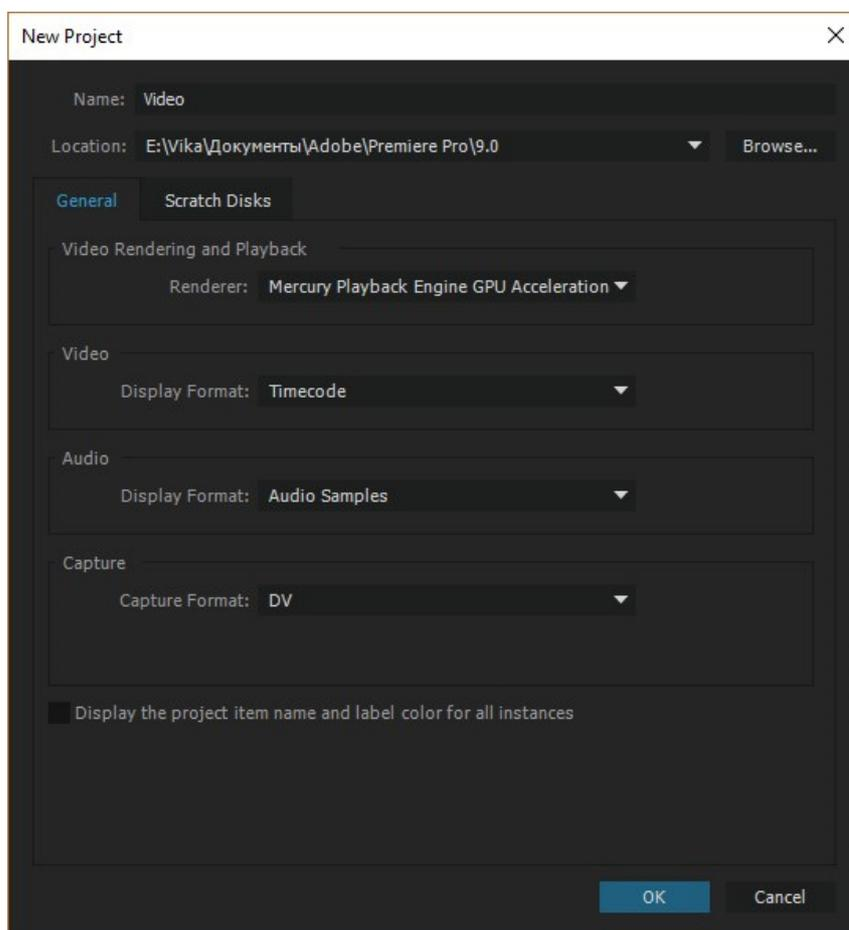 New Project
Name: Video
Location: E:\Vika\Документы\Adobe\Premiere Pro\9.0 Browse...
General Scratch Disks
Video Rendering and Playback
Renderer: Mercury Playback Engine GPU Acceleration
Video
Display Format: Timecode
Audio
Display Format: Audio Samples
Capture
Capture Format: DV
Display the project item name and label color for all instances
OK Cancel